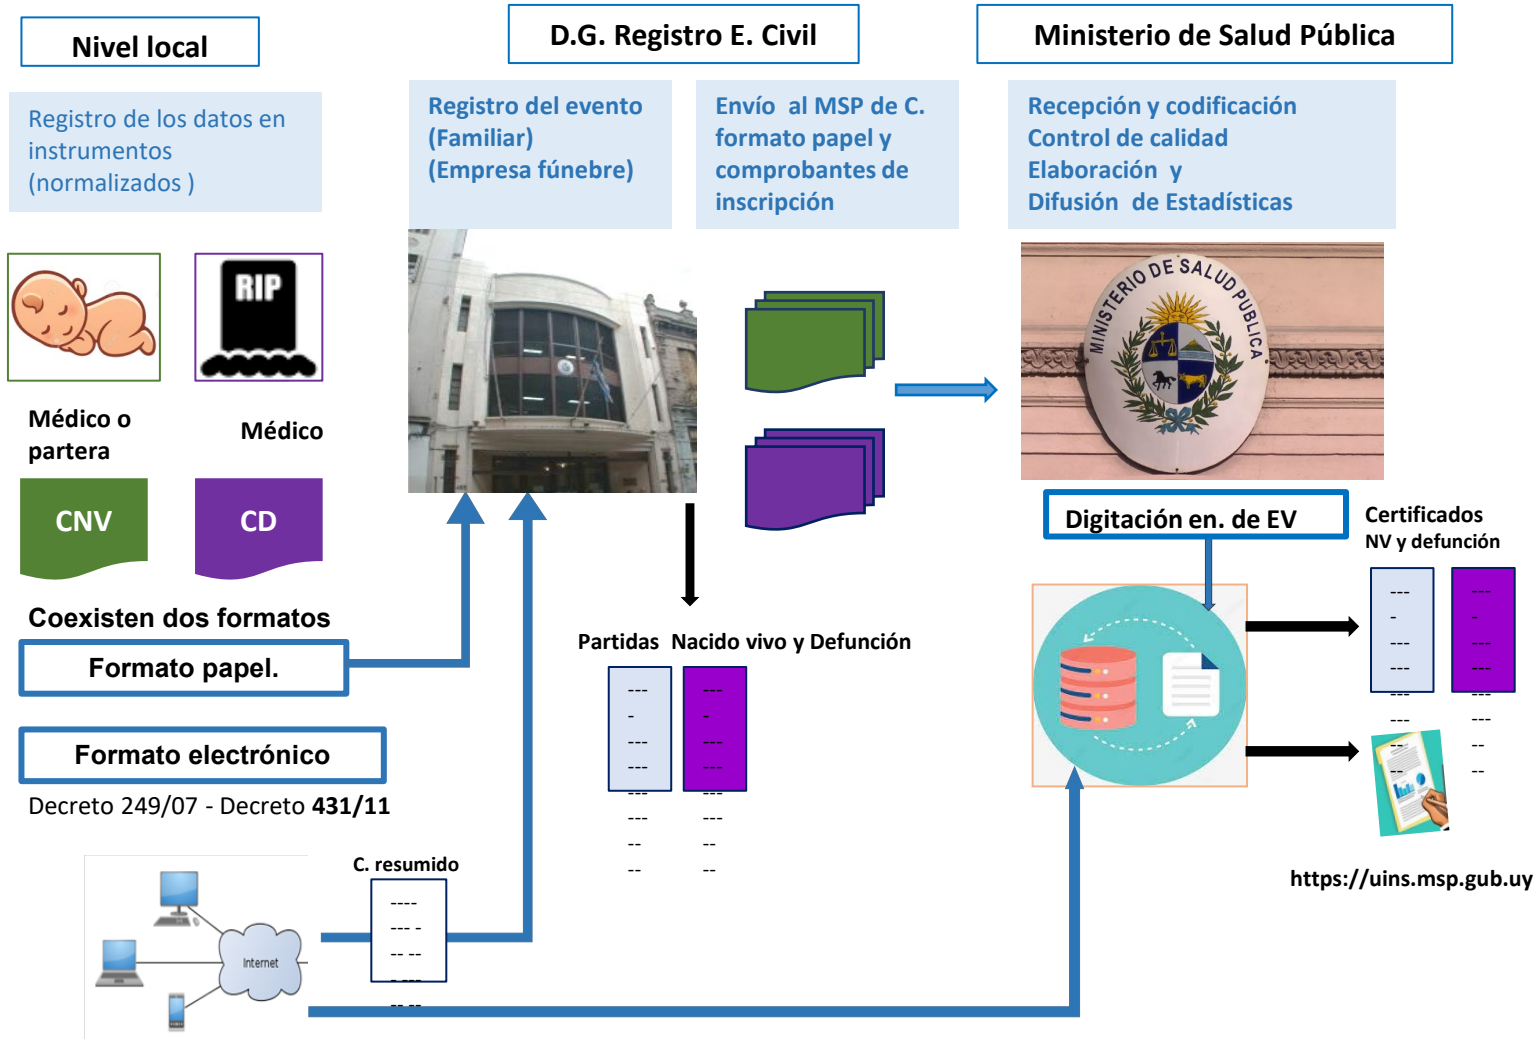 Nivel local
D.G. Registro E. Civil
Ministerio de Salud Pública
Registro de los datos en
instrumentos
(normalizados )
Registro del evento
(Familiar)
(Empresa fúnebre)
Envío al MSP de C.
formato papel y
comprobantes de
inscripción
Recepción y codificación
Control de calidad
Elaboración y
Difusión de Estadísticas
RIP
MINISTERIO DE SALUD PUBLICA
Médico o
partera
Médico
CNV
CD
Coexisten dos formatos
Formato papel.
Formato electrónico
Decreto 249/07 - Decreto 431/11
Partidas Nacido vivo y Defunción
---
-
---
---
---
---
--
--
---
-
---
---
---
---
--
--
Digitación en. de EV
Certificados
NV y defunción
---
-
---
---
---
---
--
--
---
-
---
---
---
---
--
--
https://uins.msp.gub.uy
C. resumido
----
--- -
-- --
- ---
-- --
Internet